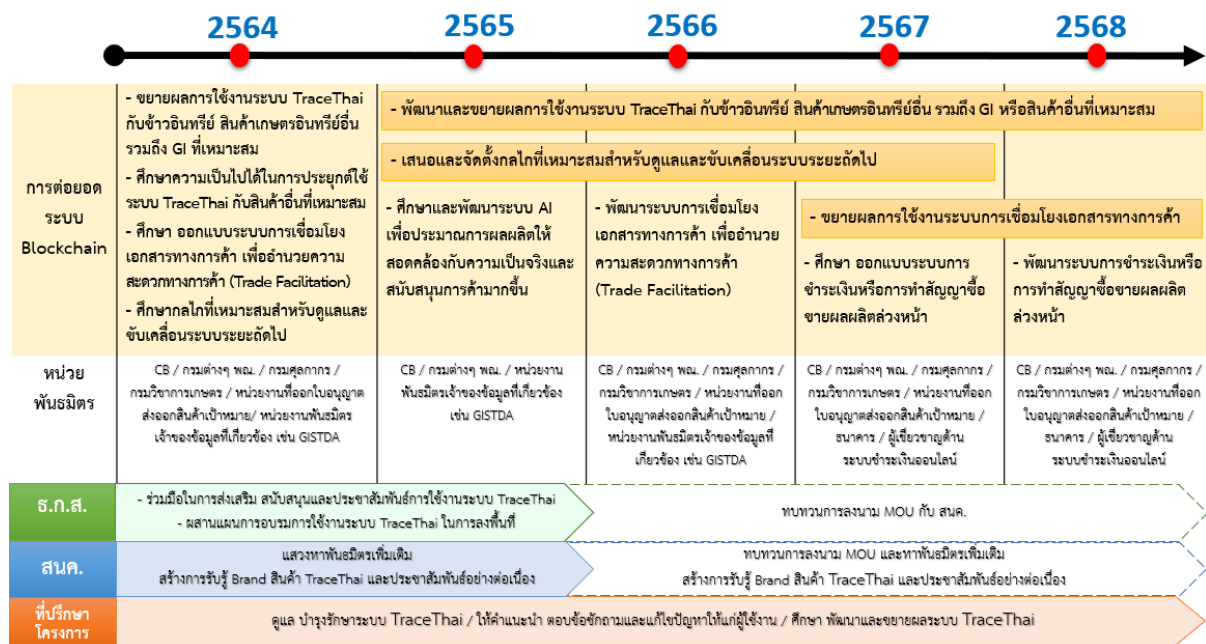 2564
2565
2566
2567
2568
การต่อยอด
ระบบ
Blockchain
- ขยายผลการใช้งานระบบ TraceThai
กับข้าวอินทรีย์ สินค้าเกษตรอินทรีย์อื่น
รวมถึง GI ที่เหมาะสม
- ศึกษาความเป็นไปได้ในการประยุกต์ใช้
ระบบ TraceThai กับสินค้าอื่นที่เหมาะสม
- ศึกษา ออกแบบระบบการเชื่อมโยง
เอกสารทางการค้า เพื่ออำนวยความ
สะดวกทางการค้า (Trade Facilitation)
- ศึกษากลไกที่เหมาะสมสำหรับดูแลและ
ขับเคลื่อนระบบระยะถัดไป
- พัฒนาและขยายผลการใช้งานระบบ TraceThai กับข้าวอินทรีย์ สินค้าเกษตรอินทรีย์อื่น รวมถึง GI หรือสินค้าอื่นที่เหมาะสม
- เสนอและจัดตั้งกลไกที่เหมาะสมสำหรับดูแลและขับเคลื่อนระบบระยะถัดไป
- ศึกษาและพัฒนาระบบ AI
เพื่อประมาณการผลผลิตให้
สอดคล้องกับความเป็นจริงและ
สนับสนุนการค้ามากขึ้น
- พัฒนาระบบการเชื่อมโยง
เอกสารทางการค้า เพื่ออำนวย
ความสะดวกทางการค้า
(Trade Facilitation)
- ขยายผลการใช้งานระบบการเชื่อมโยงเอกสารทางการค้า
- ศึกษา ออกแบบระบบการ
ชำระเงินหรือการทำสัญญาซื้อ
ขายผลผลิตล่วงหน้า
- พัฒนาระบบการชำระเงินหรือ
การทำสัญญาซื้อขายผลผลิต
ล่วงหน้า
หน่วย
พันธมิตร
CB / กรมต่างๆ พณ. / กรมศุลกากร /
กรมวิชาการเกษตร / หน่วยงานที่ออกใบอนุญาต
ส่งออกสินค้าเป้าหมาย/ หน่วยงานพันธมิตร
เจ้าของข้อมูลที่เกี่ยวข้อง เช่น GISTDA
CB / กรมต่างๆ พณ. / หน่วยงาน
พันธมิตรเจ้าของข้อมูลที่เกี่ยวข้อง
เช่น GISTDA
CB / กรมต่างๆ พณ. / กรมศุลกากร /
กรมวิชาการเกษตร / หน่วยงานที่ออก
ใบอนุญาตส่งออกสินค้าเป้าหมาย /
หน่วยงานพันธมิตรเจ้าของข้อมูลที่
เกี่ยวข้อง เช่น GISTDA
CB / กรมต่างๆ พณ. / กรมศุลกากร /
กรมวิชาการเกษตร / หน่วยงานที่ออก
ใบอนุญาตส่งออกสินค้าเป้าหมาย /
ธนาคาร / ผู้เชี่ยวชาญด้าน
ระบบชำระเงินออนไลน์
CB / กรมต่างๆ พณ. / กรมศุลกากร /
กรมวิชาการเกษตร / หน่วยงานที่ออก
ใบอนุญาตส่งออกสินค้าเป้าหมาย /
ธนาคาร / ผู้เชี่ยวชาญด้าน
ระบบชำระเงินออนไลน์
ธ.ก.ส.
- ร่วมมือในการส่งเสริม สนับสนุนและประชาสัมพันธ์การใช้งานระบบ TraceThai
- ผสานแผนการอบรมการใช้งานระบบ TraceThai ในการลงพื้นที่
ทบทวนการลงนาม MOU กับ สนค.
สนค.
แสวงหาพันธมิตรเพิ่มเติม
สร้างการรับรู้ Brand สินค้า TraceThai และประชาสัมพันธ์อย่างต่อเนื่อง
ทบทวนการลงนาม MOU และหาพันธมิตรเพิ่มเติม
สร้างการรับรู้ Brand สินค้า TraceThai และประชาสัมพันธ์อย่างต่อเนื่อง
ที่ปรึกษา
โครงการ
ดูแล บำรุงรักษาระบบ TraceThai / ให้คำแนะนำ ตอบข้อซักถามและแก้ไขปัญหาให้แก่ผู้ใช้งาน / ศึกษา พัฒนาและขยายผลระบบ TraceThai